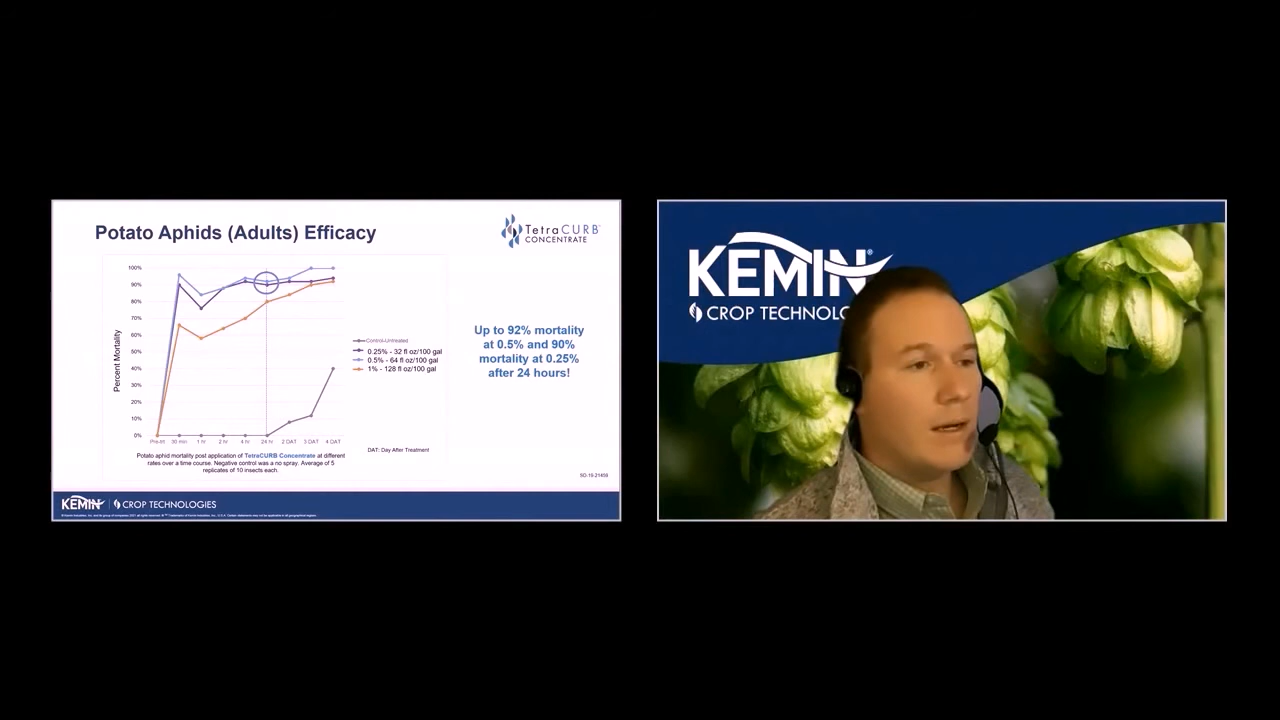 Potato Aphids (Adults) Efficacy
TetraCURB™
CONCENTRATE
100%
90%
80%
70%
60%
50%
40%
30%
20%
10%
0%
Percent Mortality
Pre-trt 30 min 1 hr 2 hr 4 hr 24 hr 2 DAT 3 DAT 4 DAT
Control-Untreated
0.25% - 32 fl oz/100 gal
0.5% - 64 fl oz/100 gal
1% - 128 fl oz/100 gal
Up to 92% mortality
at 0.5% and 90%
mortality at 0.25%
after 24 hours!
DAT: Day After Treatment
Potato aphid mortality post application of TetraCURB Concentrate at different
rates over a time course. Negative control was a no spray. Average of 5
replicates of 10 insects each.
KEMIN CROP TECHNOLOGIES
KEMIN®
CROP TECHNOLO